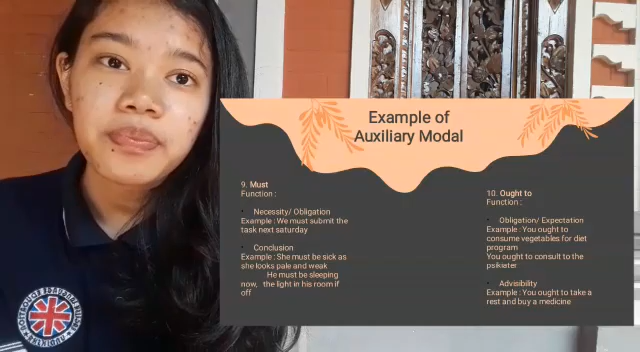 Example of
Auxiliary Modal
9. Must
Function :
• Necessity/ Obligation
Example : We must submit the
task next saturday
• Conclusion
Example : She must be sick as
she looks pale and weak
He must be sleeping
now, the light in his room if
off
10. Ought to
Function :
• Obligation/ Expectation
Example : You ought to
consume vegetables for diet
program
You ought to consult to the
psikiater
• Advisibility
Example : You ought to take a
rest and buy a medicine